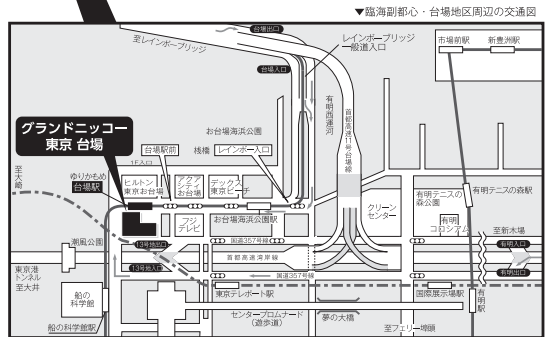 ▼臨海副都心・台場地区周辺の交通図
台場出口
至レインボーブリッジ
レインボーブリッジ
一般道入口
市場前駅
新豊洲駅
台場入口
有明西運河
首都高速11号台場線
グランドニッコー
東京 台場
お台場海浜公園
台場駅前
桟橋
レインボー入口
1F入口
至大崎
ゆりかもめ
台場駅
ヒルトン
東京お台場
アクア
シティ
お台場
デックス
東京ビーチ
クリーン
センター
有明テニスの
森公園
有明テニスの森駅
有明
コロシアム
フジ
テレビ
お台場海浜公園駅
潮風公園
13号地出口
国道357号線
至新木場
有明入口
首都高速湾岸線
東京港
トンネル
至大井
13号地入口
国道357号線
有明出口
船の
科学館
東京テレポート駅
国際展示場駅
有明駅
センタープロムナード
(遊歩道)
夢の大橋
船の科学館駅
至フェリー埠頭